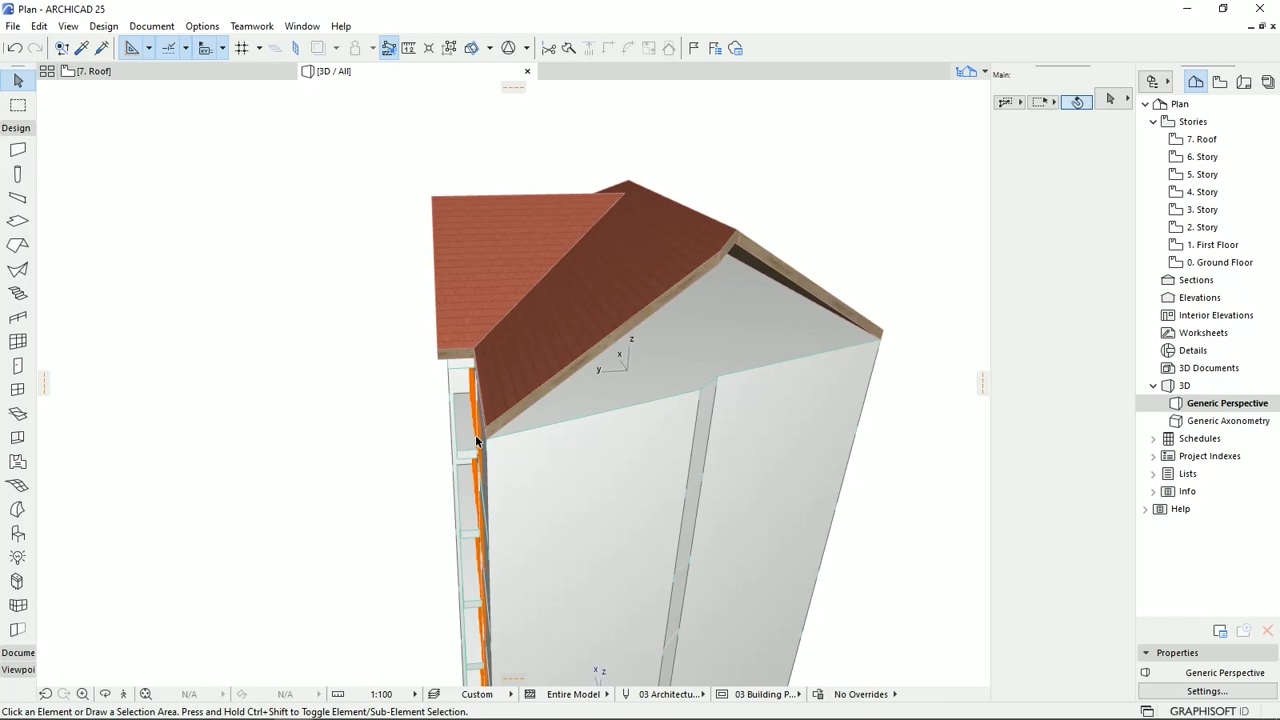 Plan - ARCHICAD 25
File Edit View Design Document Options Teamwork Window Help
[7. Roof]
[3D / All]
Main:
Design
Docume
Viewpoi
x
z
y
x z
Plan
Stories
7. Roof
6. Story
5. Story
4. Story
3. Story
2. Story
1. First Floor
0. Ground Floor
Sections
Elevations
Interior Elevations
Worksheets
Details
3D Documents
3D
Generic Perspective
Generic Axonometry
Schedules
Project Indexes
Lists
Info
Help
Properties
Generic Perspective
Settings...
N/A N/A 1:100 Custom Entire Model 03 Architectu... 03 Building P... No Overrides
Click an Element or Draw a Selection Area. Press and Hold Ctrl+Shift to Toggle Element/Sub-Element Selection.
GRAPHISOFT ID